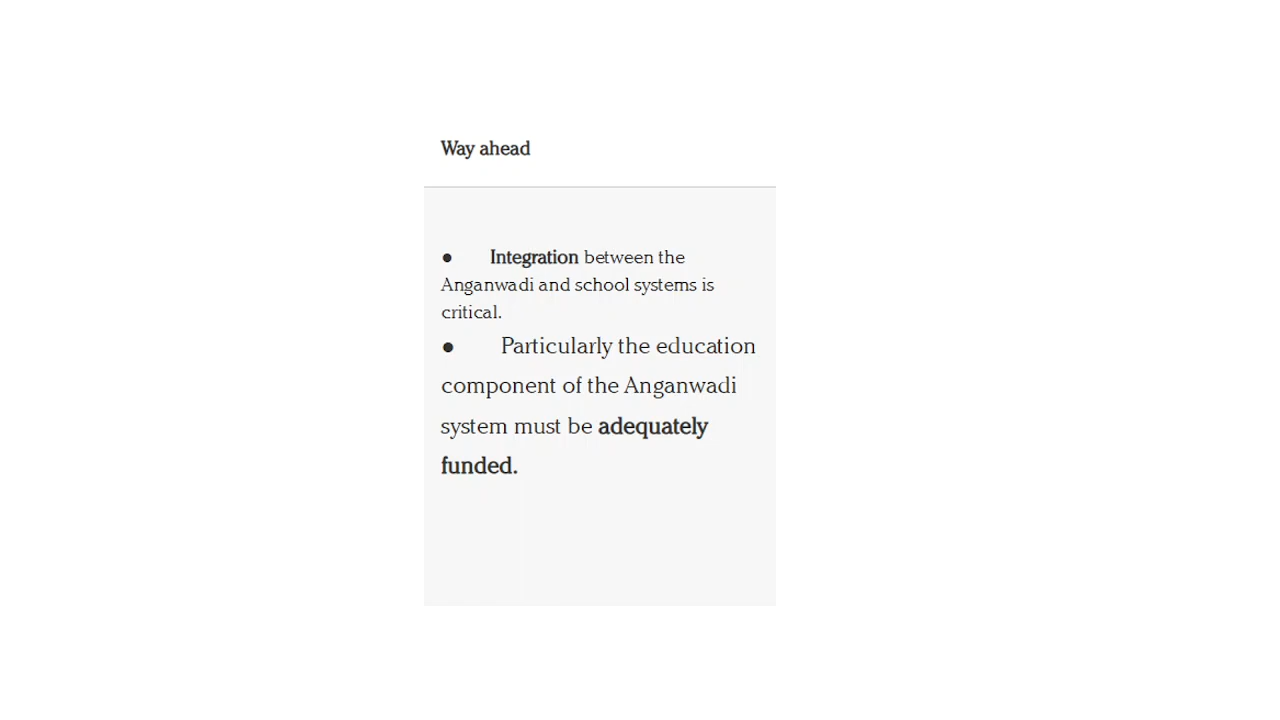 Way ahead
● Integration between the
Anganwadi and school systems is
critical.
● Particularly the education
component of the Anganwadi
system must be adequately
funded.